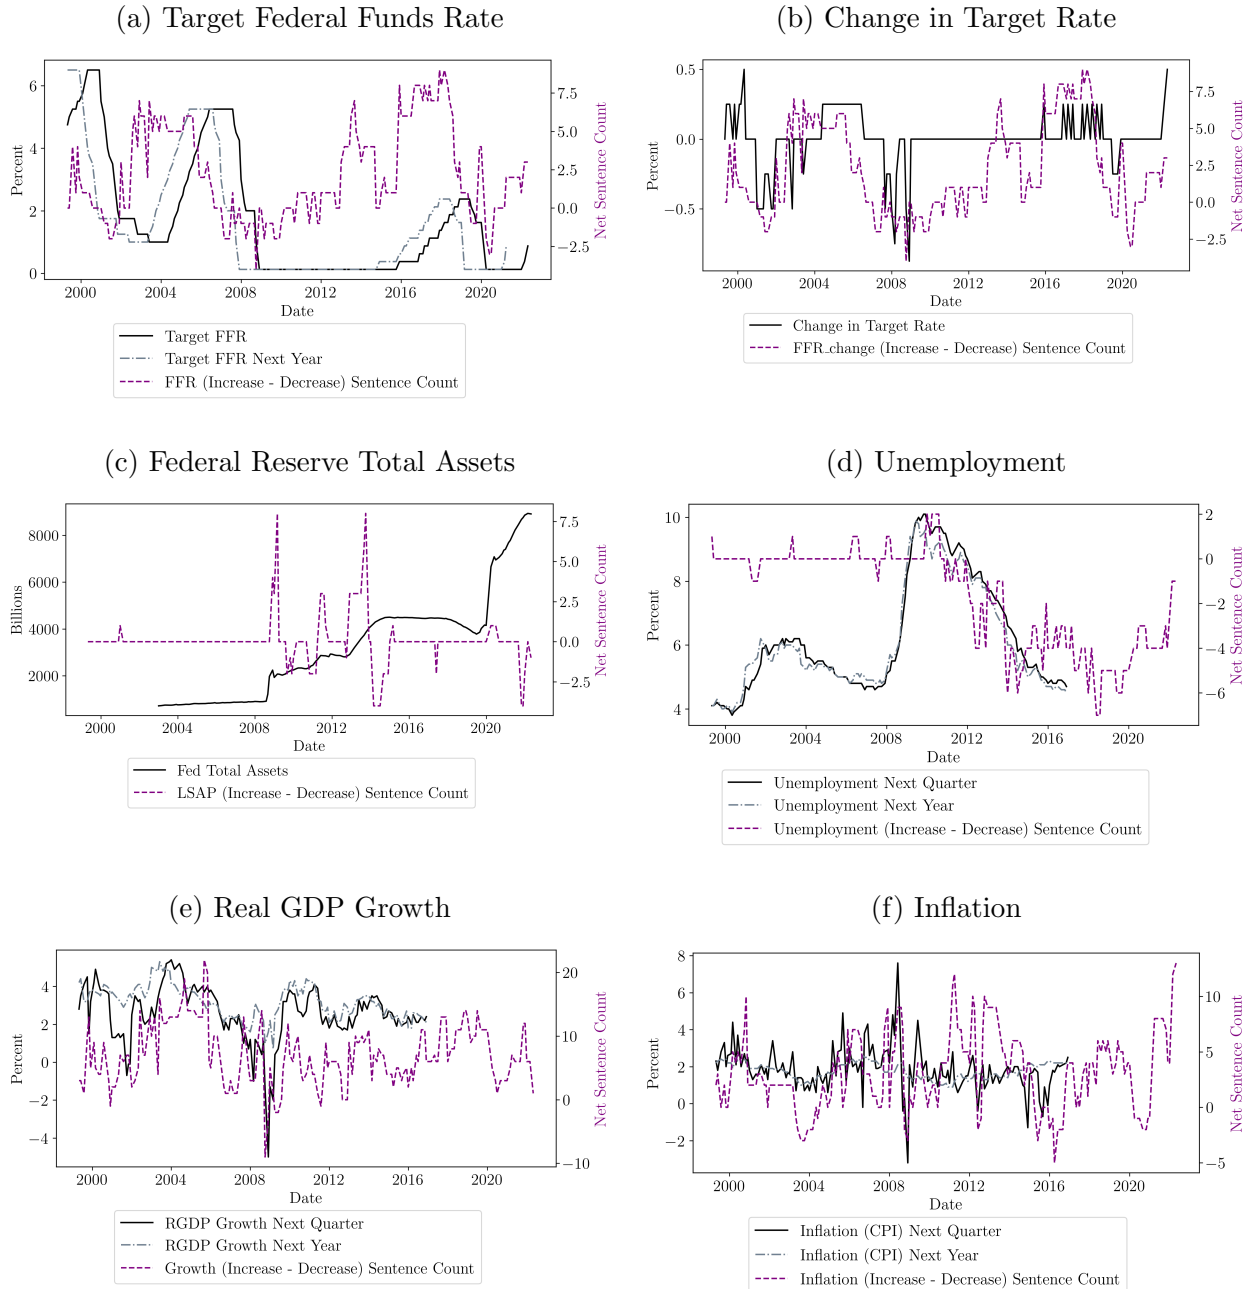 (a) Target Federal Funds Rate
6
4
2
0
Percent
7.5
5.0
2.5
0.0
−2.5
Net Sentence Count
2000 2004 2008 2012 2016 2020
Date
Target FFR
Target FFR Next Year
FFR (Increase - Decrease) Sentence Count
(b) Change in Target Rate
0.5
0.0
−0.5
Percent
7.5
5.0
2.5
0.0
−2.5
Net Sentence Count
2000 2004 2008 2012 2016 2020
Date
Change in Target Rate
FFR_change (Increase - Decrease) Sentence Count
(c) Federal Reserve Total Assets
8000
6000
4000
2000
Billions
7.5
5.0
2.5
0.0
−2.5
Net Sentence Count
2000 2004 2008 2012 2016 2020
Date
Fed Total Assets
LSAP (Increase - Decrease) Sentence Count
(d) Unemployment
10
8
6
4
Percent
2
0
−2
−4
−6
Net Sentence Count
2000 2004 2008 2012 2016 2020
Date
Unemployment Next Quarter
Unemployment Next Year
Unemployment (Increase - Decrease) Sentence Count
(e) Real GDP Growth
4
2
0
−2
−4
Percent
20
10
0
−10
Net Sentence Count
2000 2004 2008 2012 2016 2020
Date
RGDP Growth Next Quarter
RGDP Growth Next Year
Growth (Increase - Decrease) Sentence Count
(f) Inflation
8
6
4
2
0
−2
Percent
10
5
0
−5
Net Sentence Count
2000 2004 2008 2012 2016 2020
Date
Inflation (CPI) Next Quarter
Inflation (CPI) Next Year
Inflation (Increase - Decrease) Sentence Count